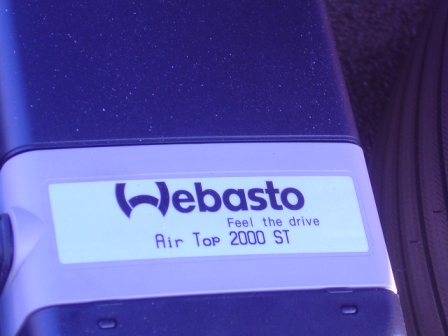 Webasto
Feel the drive
Air Top 2000 ST